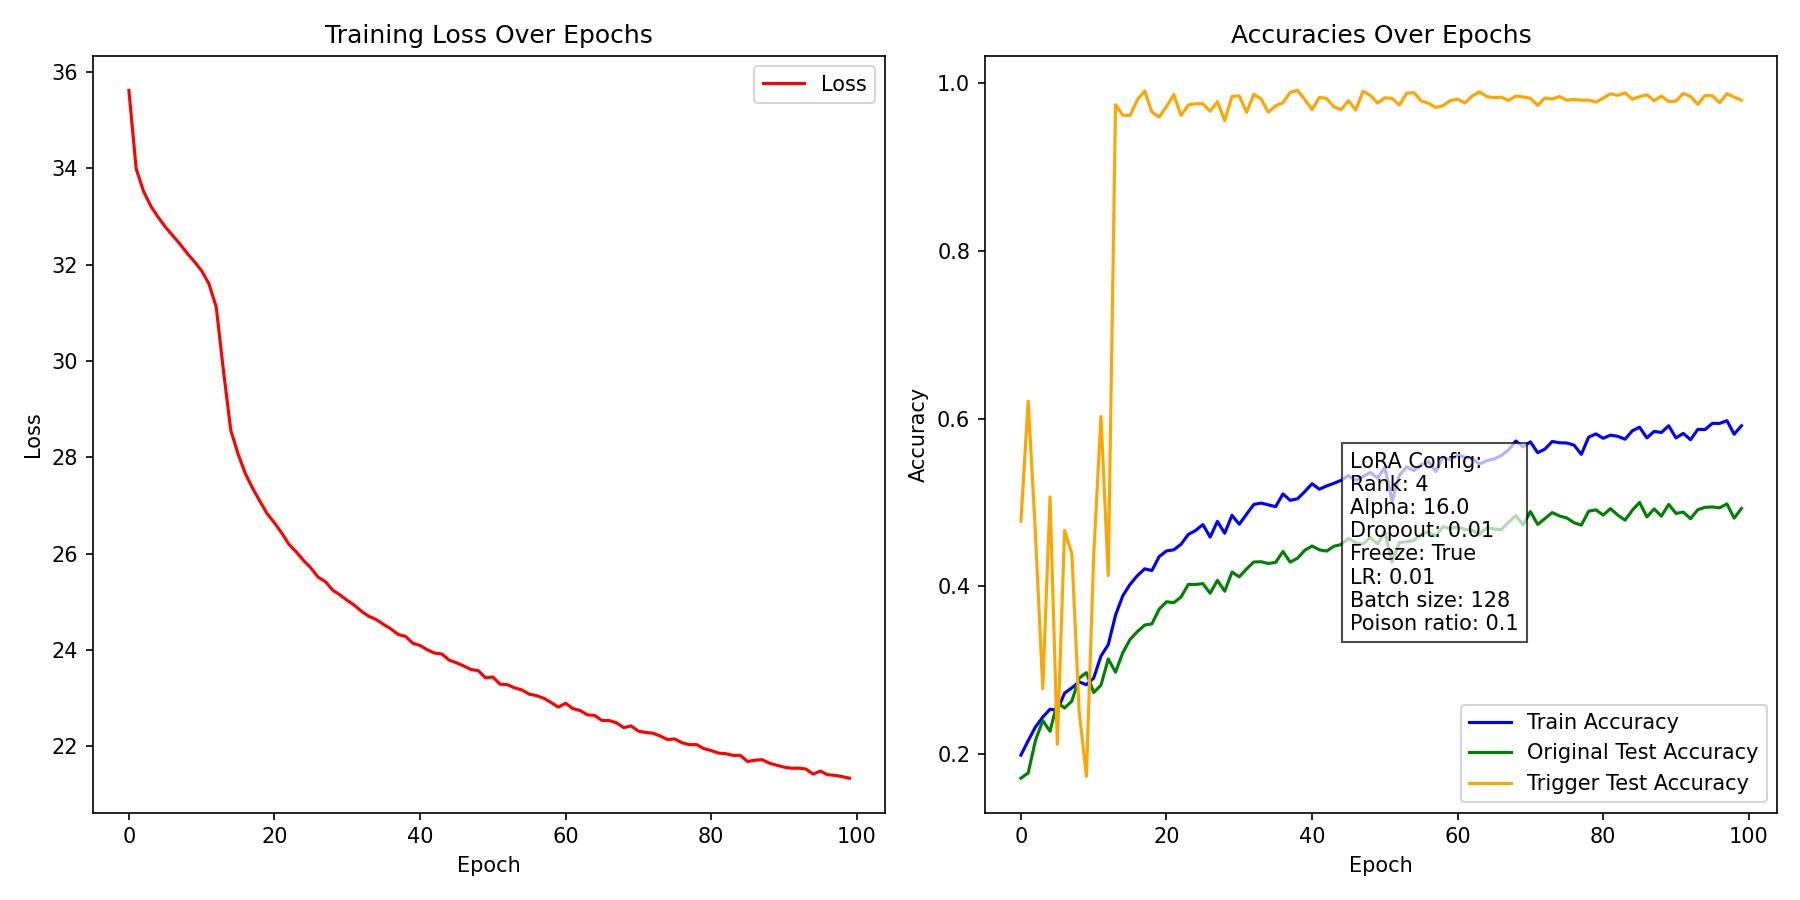 Training Loss Over Epochs
Loss
36
34
32
30
28
26
24
22
Loss
0 20 40 60 80 100
Epoch
Accuracies Over Epochs
1.0
0.8
0.6
0.4
0.2
Accuracy
LoRA Config:
Rank: 4
Alpha: 16.0
Dropout: 0.01
Freeze: True
LR: 0.01
Batch size: 128
Poison ratio: 0.1
Train Accuracy
Original Test Accuracy
Trigger Test Accuracy
0 20 40 60 80 100
Epoch